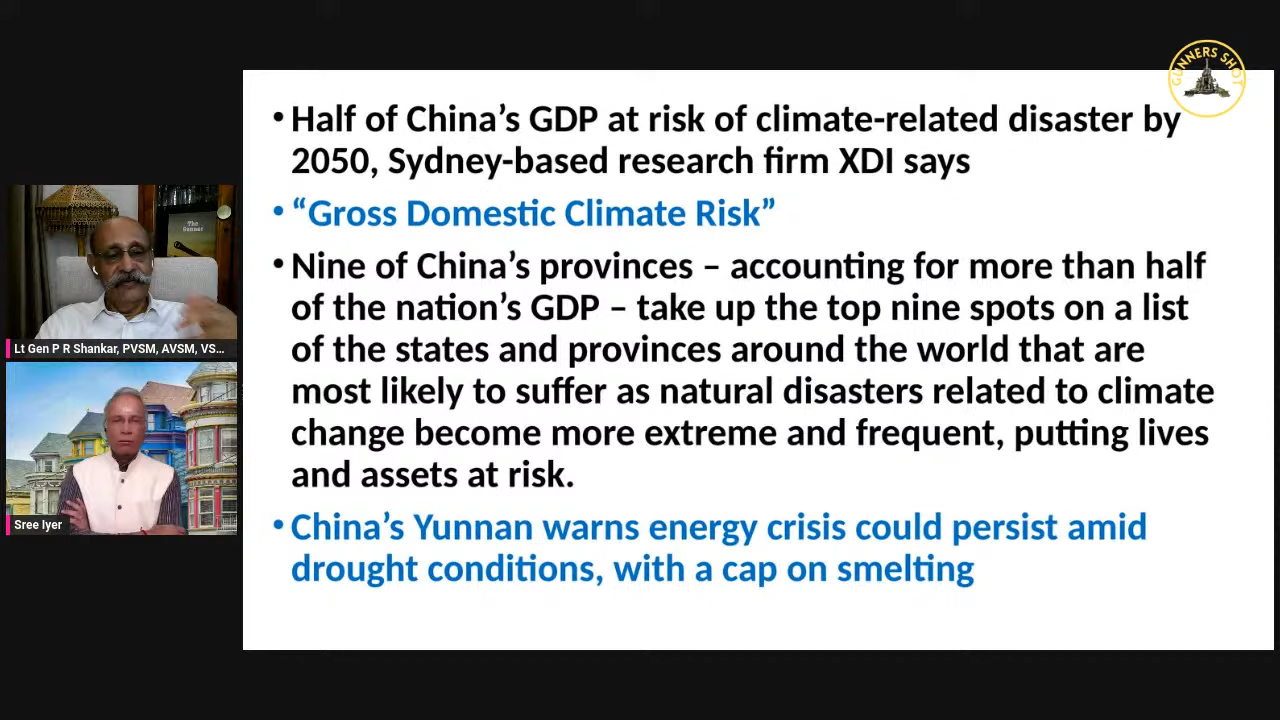 GUNNERS SHOT
• Half of China’s GDP at risk of climate-related disaster by
2050, Sydney-based research firm XDI says
• “Gross Domestic Climate Risk”
• Nine of China’s provinces – accounting for more than half
of the nation’s GDP – take up the top nine spots on a list
of the states and provinces around the world that are
most likely to suffer as natural disasters related to climate
change become more extreme and frequent, putting lives
and assets at risk.
• China’s Yunnan warns energy crisis could persist amid
drought conditions, with a cap on smelting
The
Gunner
Lt Gen P R Shankar, PVSM, AVSM, VS...
Sree Iyer